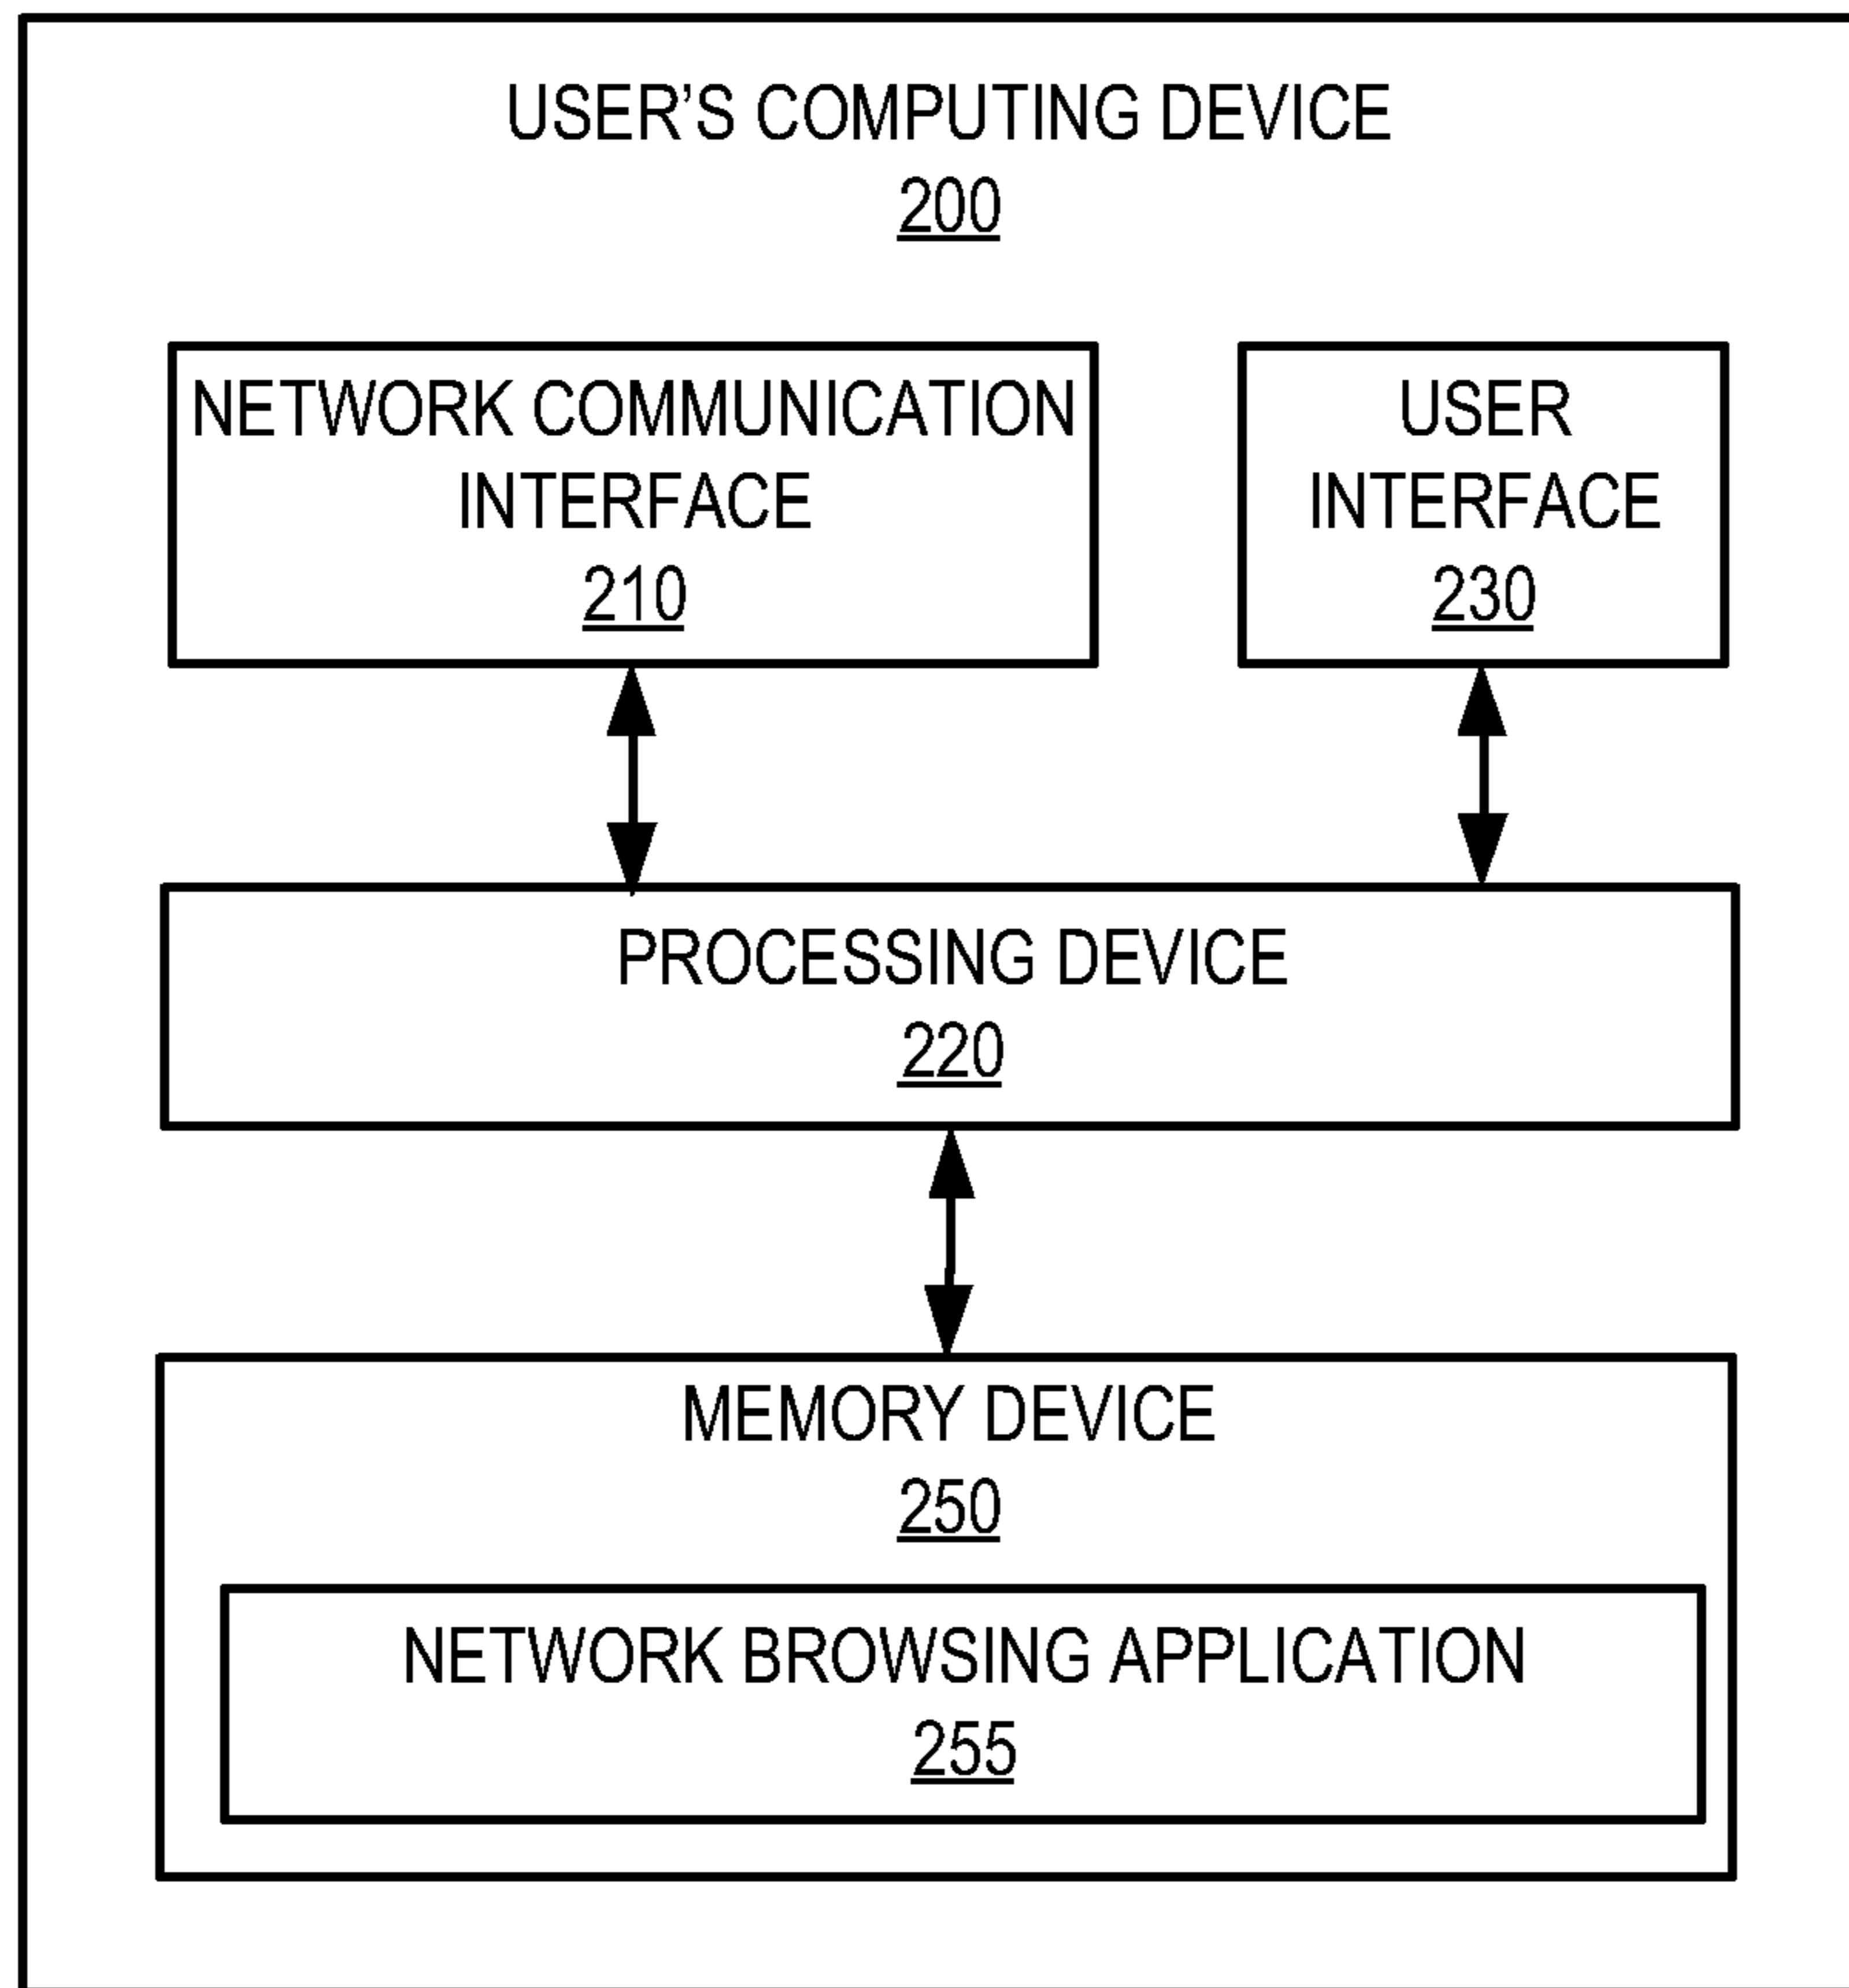 USER'S COMPUTING DEVICE
200
NETWORK COMMUNICATION
INTERFACE
210
USER
INTERFACE
230
PROCESSING DEVICE
220
MEMORY DEVICE
250
NETWORK BROWSING APPLICATION
255